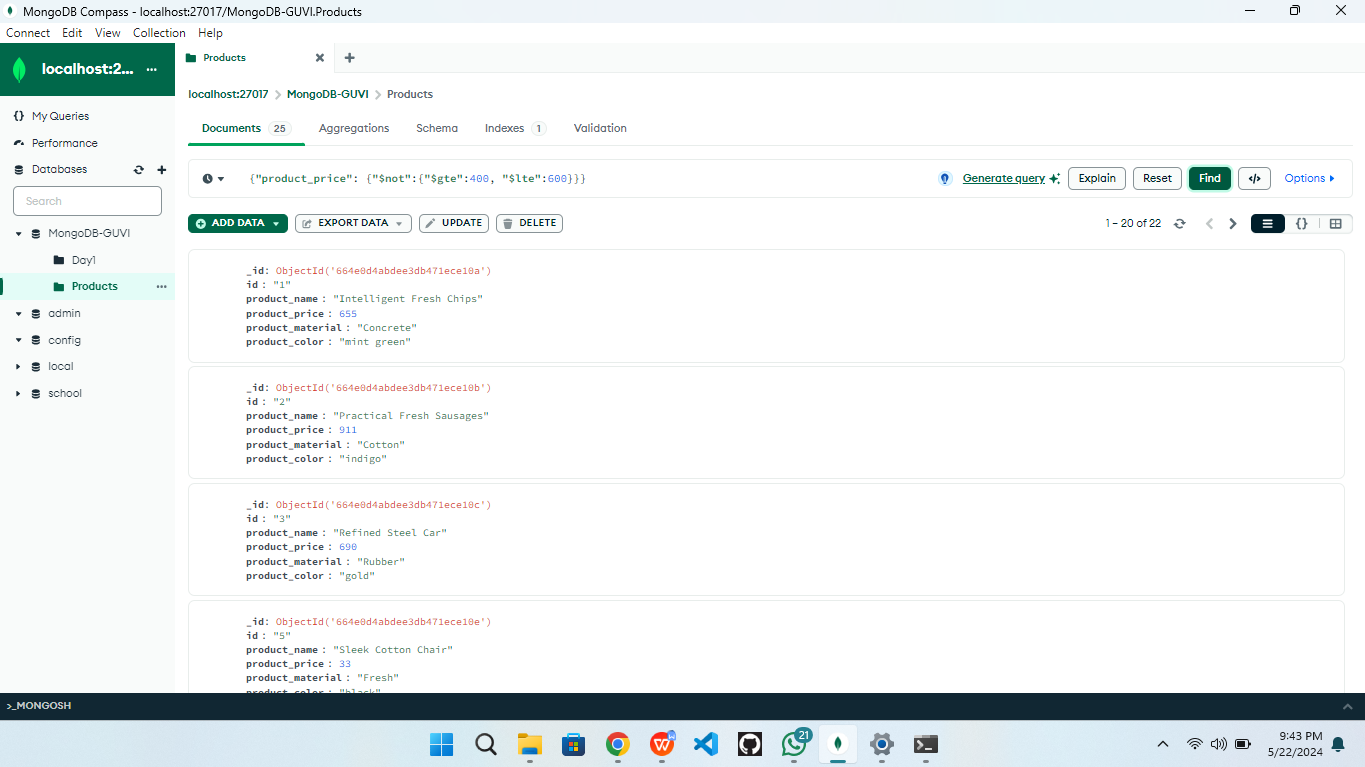 MongoDB Compass - localhost:27017/MongoDB-GUVI.Products
Connect Edit View Collection Help
localhost:2... ...
Products
localhost:27017 > MongoDB-GUVI > Products
My Queries
Performance
Databases
Search
MongoDB-GUVI
Day1
Products ...
admin
config
local
school
Documents 25 Aggregations Schema Indexes 1 Validation
{"product_price": {"$not":{"$gte":400, "$lte":600}}}
Generate query Explain Reset Find </> Options
ADD DATA EXPORT DATA UPDATE DELETE
1 – 20 of 22 {}
_id: ObjectId('664e0d4abdee3db471ece10a')
id : "1"
product_name : "Intelligent Fresh Chips"
product_price : 655
product_material : "Concrete"
product_color : "mint green"
_id: ObjectId('664e0d4abdee3db471ece10b')
id : "2"
product_name : "Practical Fresh Sausages"
product_price : 911
product_material : "Cotton"
product_color : "indigo"
_id: ObjectId('664e0d4abdee3db471ece10c')
id : "3"
product_name : "Refined Steel Car"
product_price : 690
product_material : "Rubber"
product_color : "gold"
_id: ObjectId('664e0d4abdee3db471ece10e')
id : "5"
product_name : "Sleek Cotton Chair"
product_price : 33
product_material : "Fresh"
product_color : "black"
>_MONGOSH
21
9:43 PM
5/22/2024